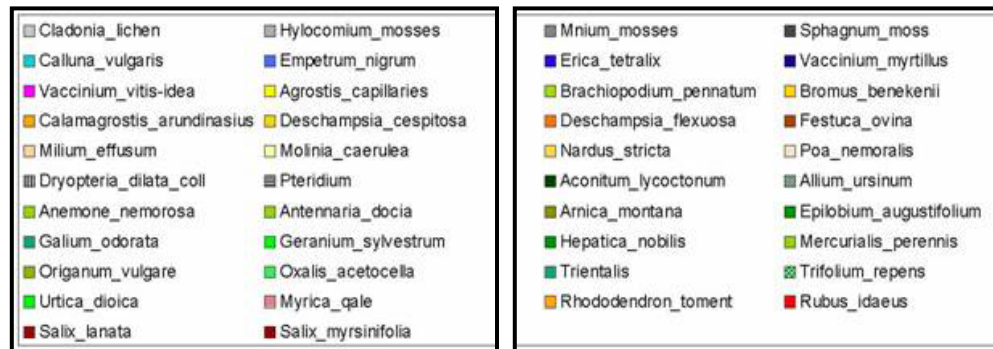 Cladonia_lichen Hylocomium_mosses
Calluna_vulgaris Empetrum_nigrum
Vaccinium_vitis-idea Agrostis_capillaries
Calamagrostis_arundinasius Deschampsia_cespitosa
Milium_effusum Molinia_caerulea
Dryopteria_dilata_coll Pteridium
Anemone_nemorosa Antennaria_docia
Galium_odorata Geranium_sylvestrum
Origanum_vulgare Oxalis_acetocella
Urtica_dioica Myrica_qale
Salix_lanata Salix_myrsinifolia
Mnium_mosses Sphagnum_moss
Erica_tetralix Vaccinium_myrtillus
Brachiopodium_pennatum Bromus_benekenii
Deschampsia_flexuosa Festuca_ovina
Nardus_stricta Poa_nemoralis
Aconitum_lycoctonum Allium_ursinum
Arnica_montana Epilobium_augustifolium
Hepatica_nobilis Mercurialis_perennis
Trientalis Trifolium_repens
Rhododendron_toment Rubus_idaeus